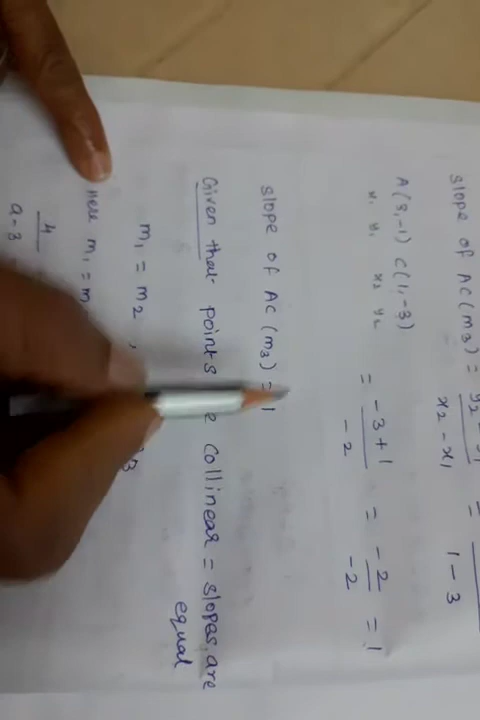 Slope of AC (m₃) = y₂ - y₁ / x₂ - x₁ = / 1 - 3
A (3, -1) C (1, -3)
x₁ y₁ x₂ y₂
= -3+1 / -2 = -2 / -2 = 1
Slope of AC (m₃) = 1
Given that points collinear = slopes are
equal
m₁ = m₂ ,
Here m₁ =
4 / a-3